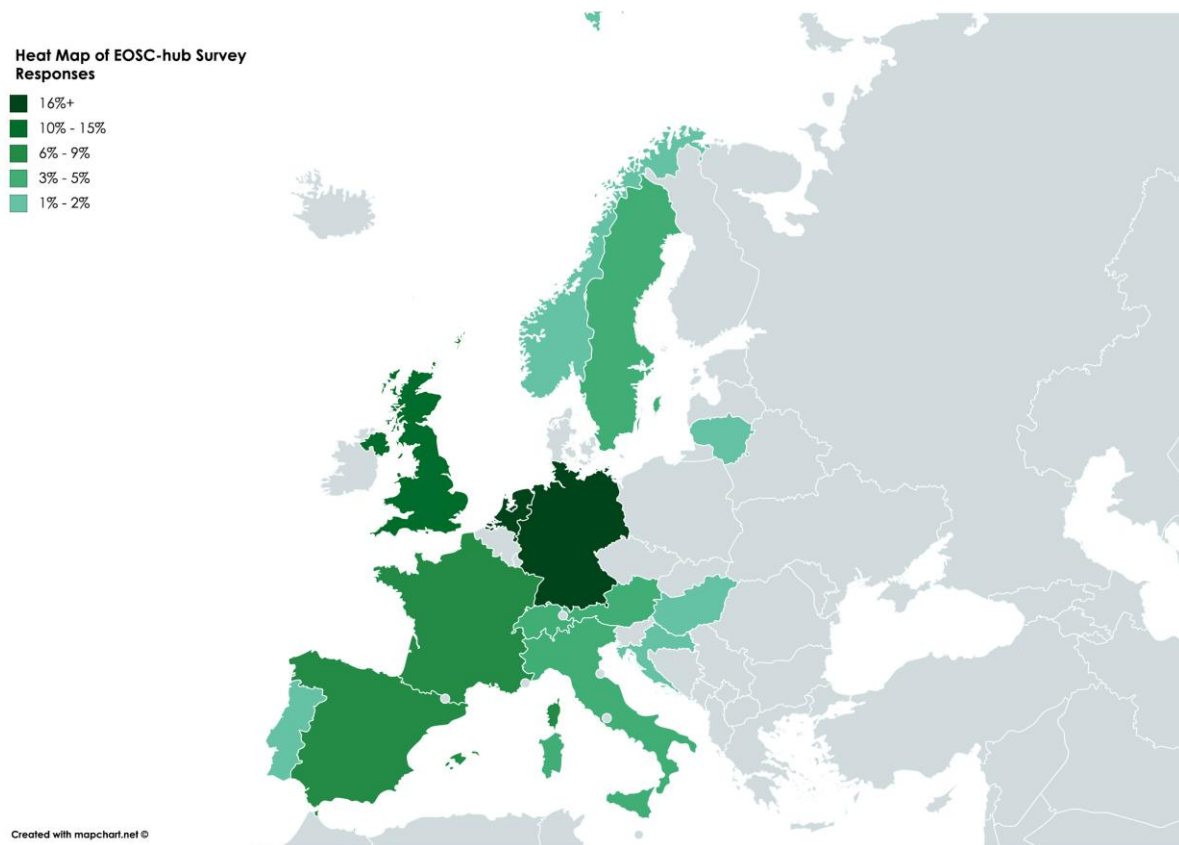 Heat Map of EOSC-hub Survey
Responses
16%+
10% - 15%
6% - 9%
3% - 5%
1% - 2%
Created with mapchart.net ©